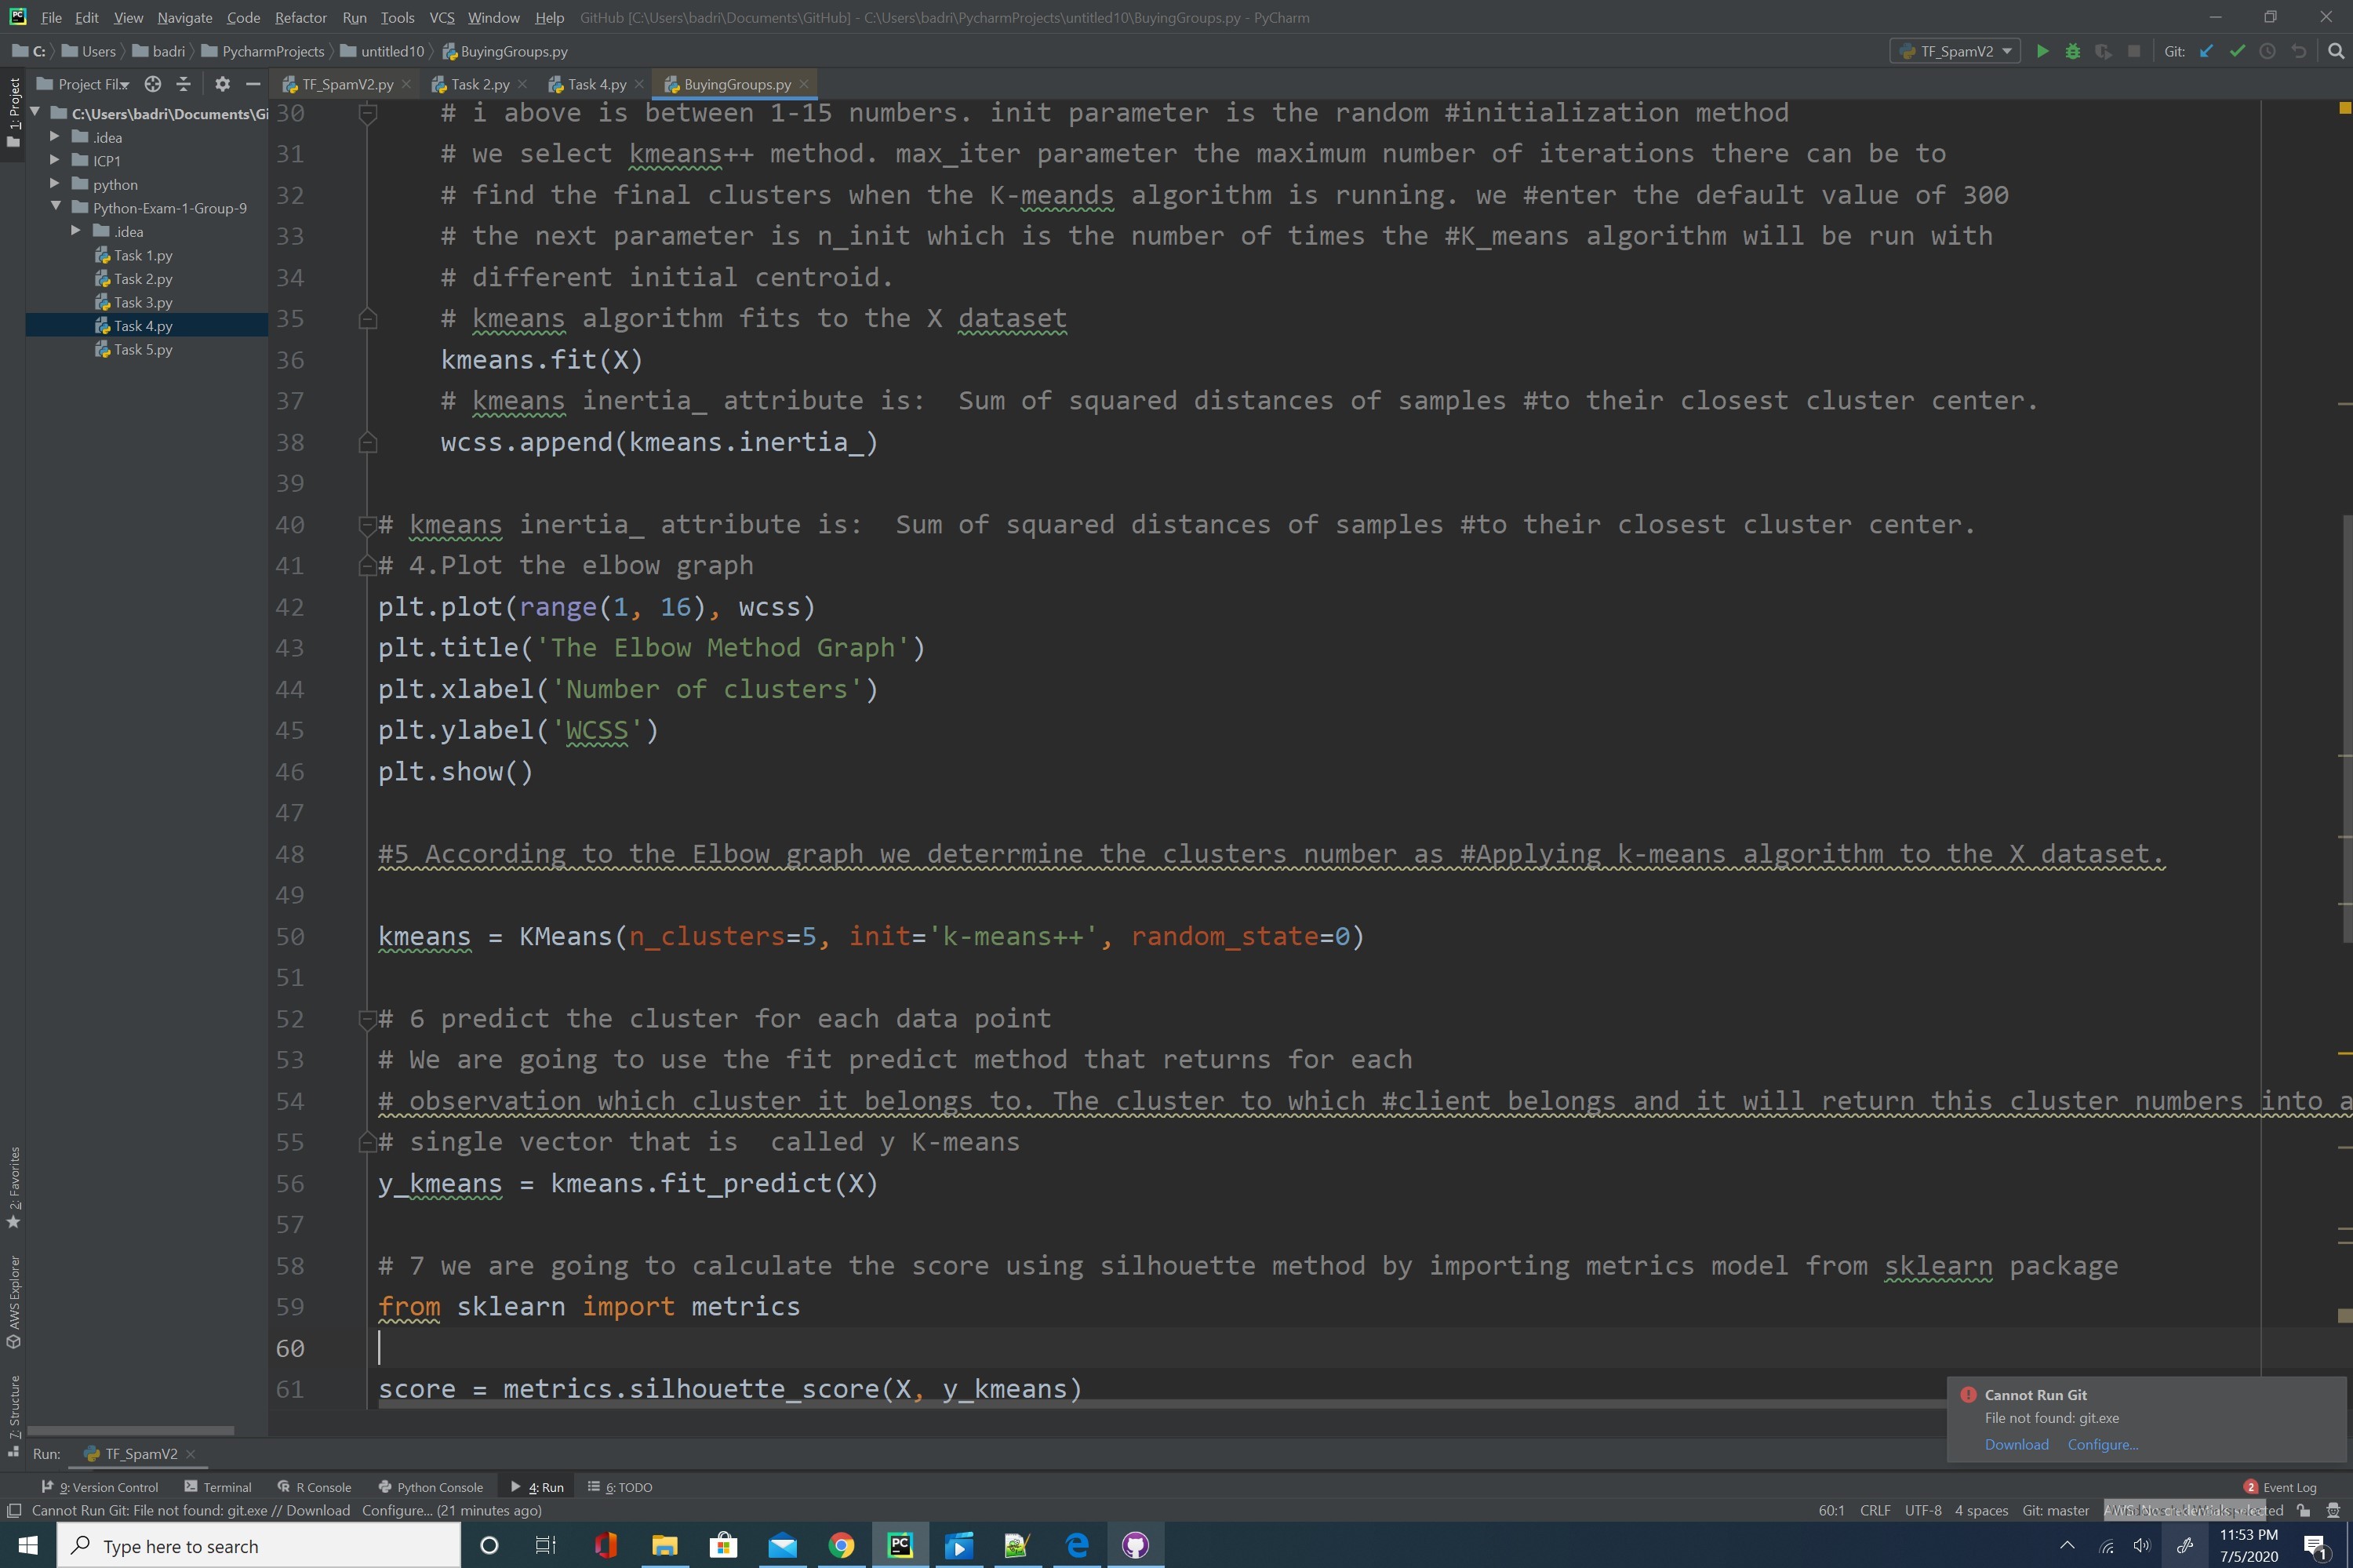 File Edit View Navigate Code Refactor Run Tools VCS Window Help GitHub [C:\Users\badri\Documents\GitHub] - C:\Users\badri\PycharmProjects\untitled10\BuyingGroups.py - PyCharm
C: Users badri PycharmProjects untitled10 BuyingGroups.py TF_SpamV2 Git:
1: Project
Project Fil.. TF_SpamV2.py Task 2.py Task 4.py BuyingGroups.py
C:\Users\badri\Documents\Gi
.idea
ICP1
python
Python-Exam-1-Group-9
.idea
Task 1.py
Task 2.py
Task 3.py
Task 4.py
Task 5.py
30 # i above is between 1-15 numbers. init parameter is the random #initialization method
31 # we select kmeans++ method. max_iter parameter the maximum number of iterations there can be to
32 # find the final clusters when the K-meands algorithm is running. we #enter the default value of 300
33 # the next parameter is n_init which is the number of times the #K_means algorithm will be run with
34 # different initial centroid.
35 # kmeans algorithm fits to the X dataset
36 kmeans.fit(X)
37 # kmeans inertia_ attribute is:  Sum of squared distances of samples #to their closest cluster center.
38 wcss.append(kmeans.inertia_)
39
40 # kmeans inertia_ attribute is:  Sum of squared distances of samples #to their closest cluster center.
41 # 4.Plot the elbow graph
42 plt.plot(range(1, 16), wcss)
43 plt.title('The Elbow Method Graph')
44 plt.xlabel('Number of clusters')
45 plt.ylabel('WCSS')
46 plt.show()
47
48 #5 According to the Elbow graph we deterrmine the clusters number as #Applying k-means algorithm to the X dataset.
49
50 kmeans = KMeans(n_clusters=5, init='k-means++', random_state=0)
51
52 # 6 predict the cluster for each data point
53 # We are going to use the fit predict method that returns for each
54 # observation which cluster it belongs to. The cluster to which #client belongs and it will return this cluster numbers into a
55 # single vector that is  called y K-means
56 y_kmeans = kmeans.fit_predict(X)
57
58 # 7 we are going to calculate the score using silhouette method by importing metrics model from sklearn package
59 from sklearn import metrics
60
61 score = metrics.silhouette_score(X, y_kmeans)
2: Favorites
AWS Explorer
7: Structure
Cannot Run Git
File not found: git.exe
Download Configure...
Run: TF_SpamV2
9: Version Control Terminal R Console Python Console 4: Run 6: TODO 2 Event Log
Cannot Run Git: File not found: git.exe // Download Configure... (21 minutes ago) 60:1 CRLF UTF-8 4 spaces Git: master AWS: No credentials selected
Type here to search
11:53 PM
7/5/2020
1